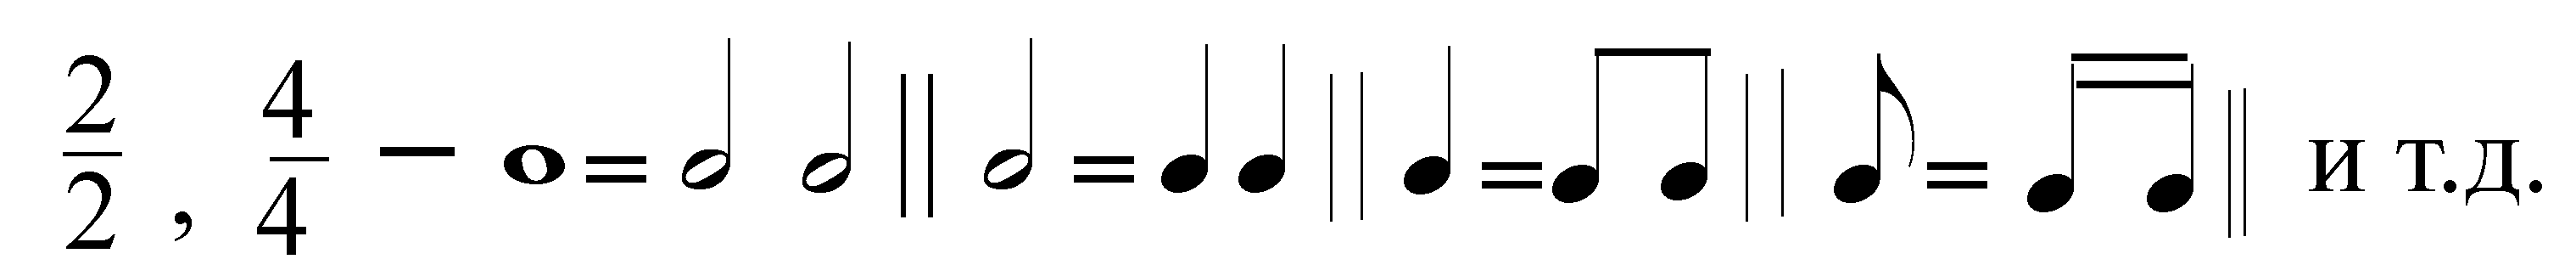 2/2 , 4/4 – 𝅝 = 𝅗𝅥 𝅗𝅥 || 𝅗𝅥 = ♩ ♩ || ♩ = ♫ || ♪ = ♬ || и т.д.